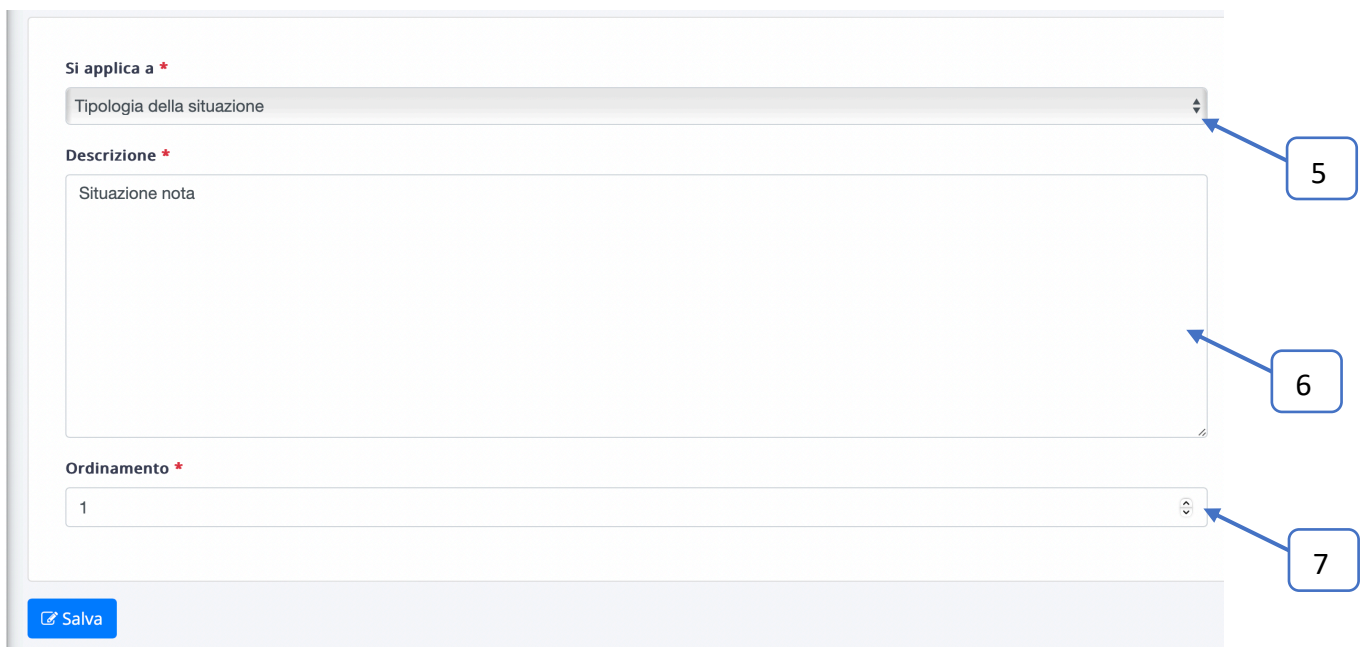 Si applica a *
Tipologia della situazione
5
Descrizione *
Situazione nota
6
Ordinamento *
1
7
Salva